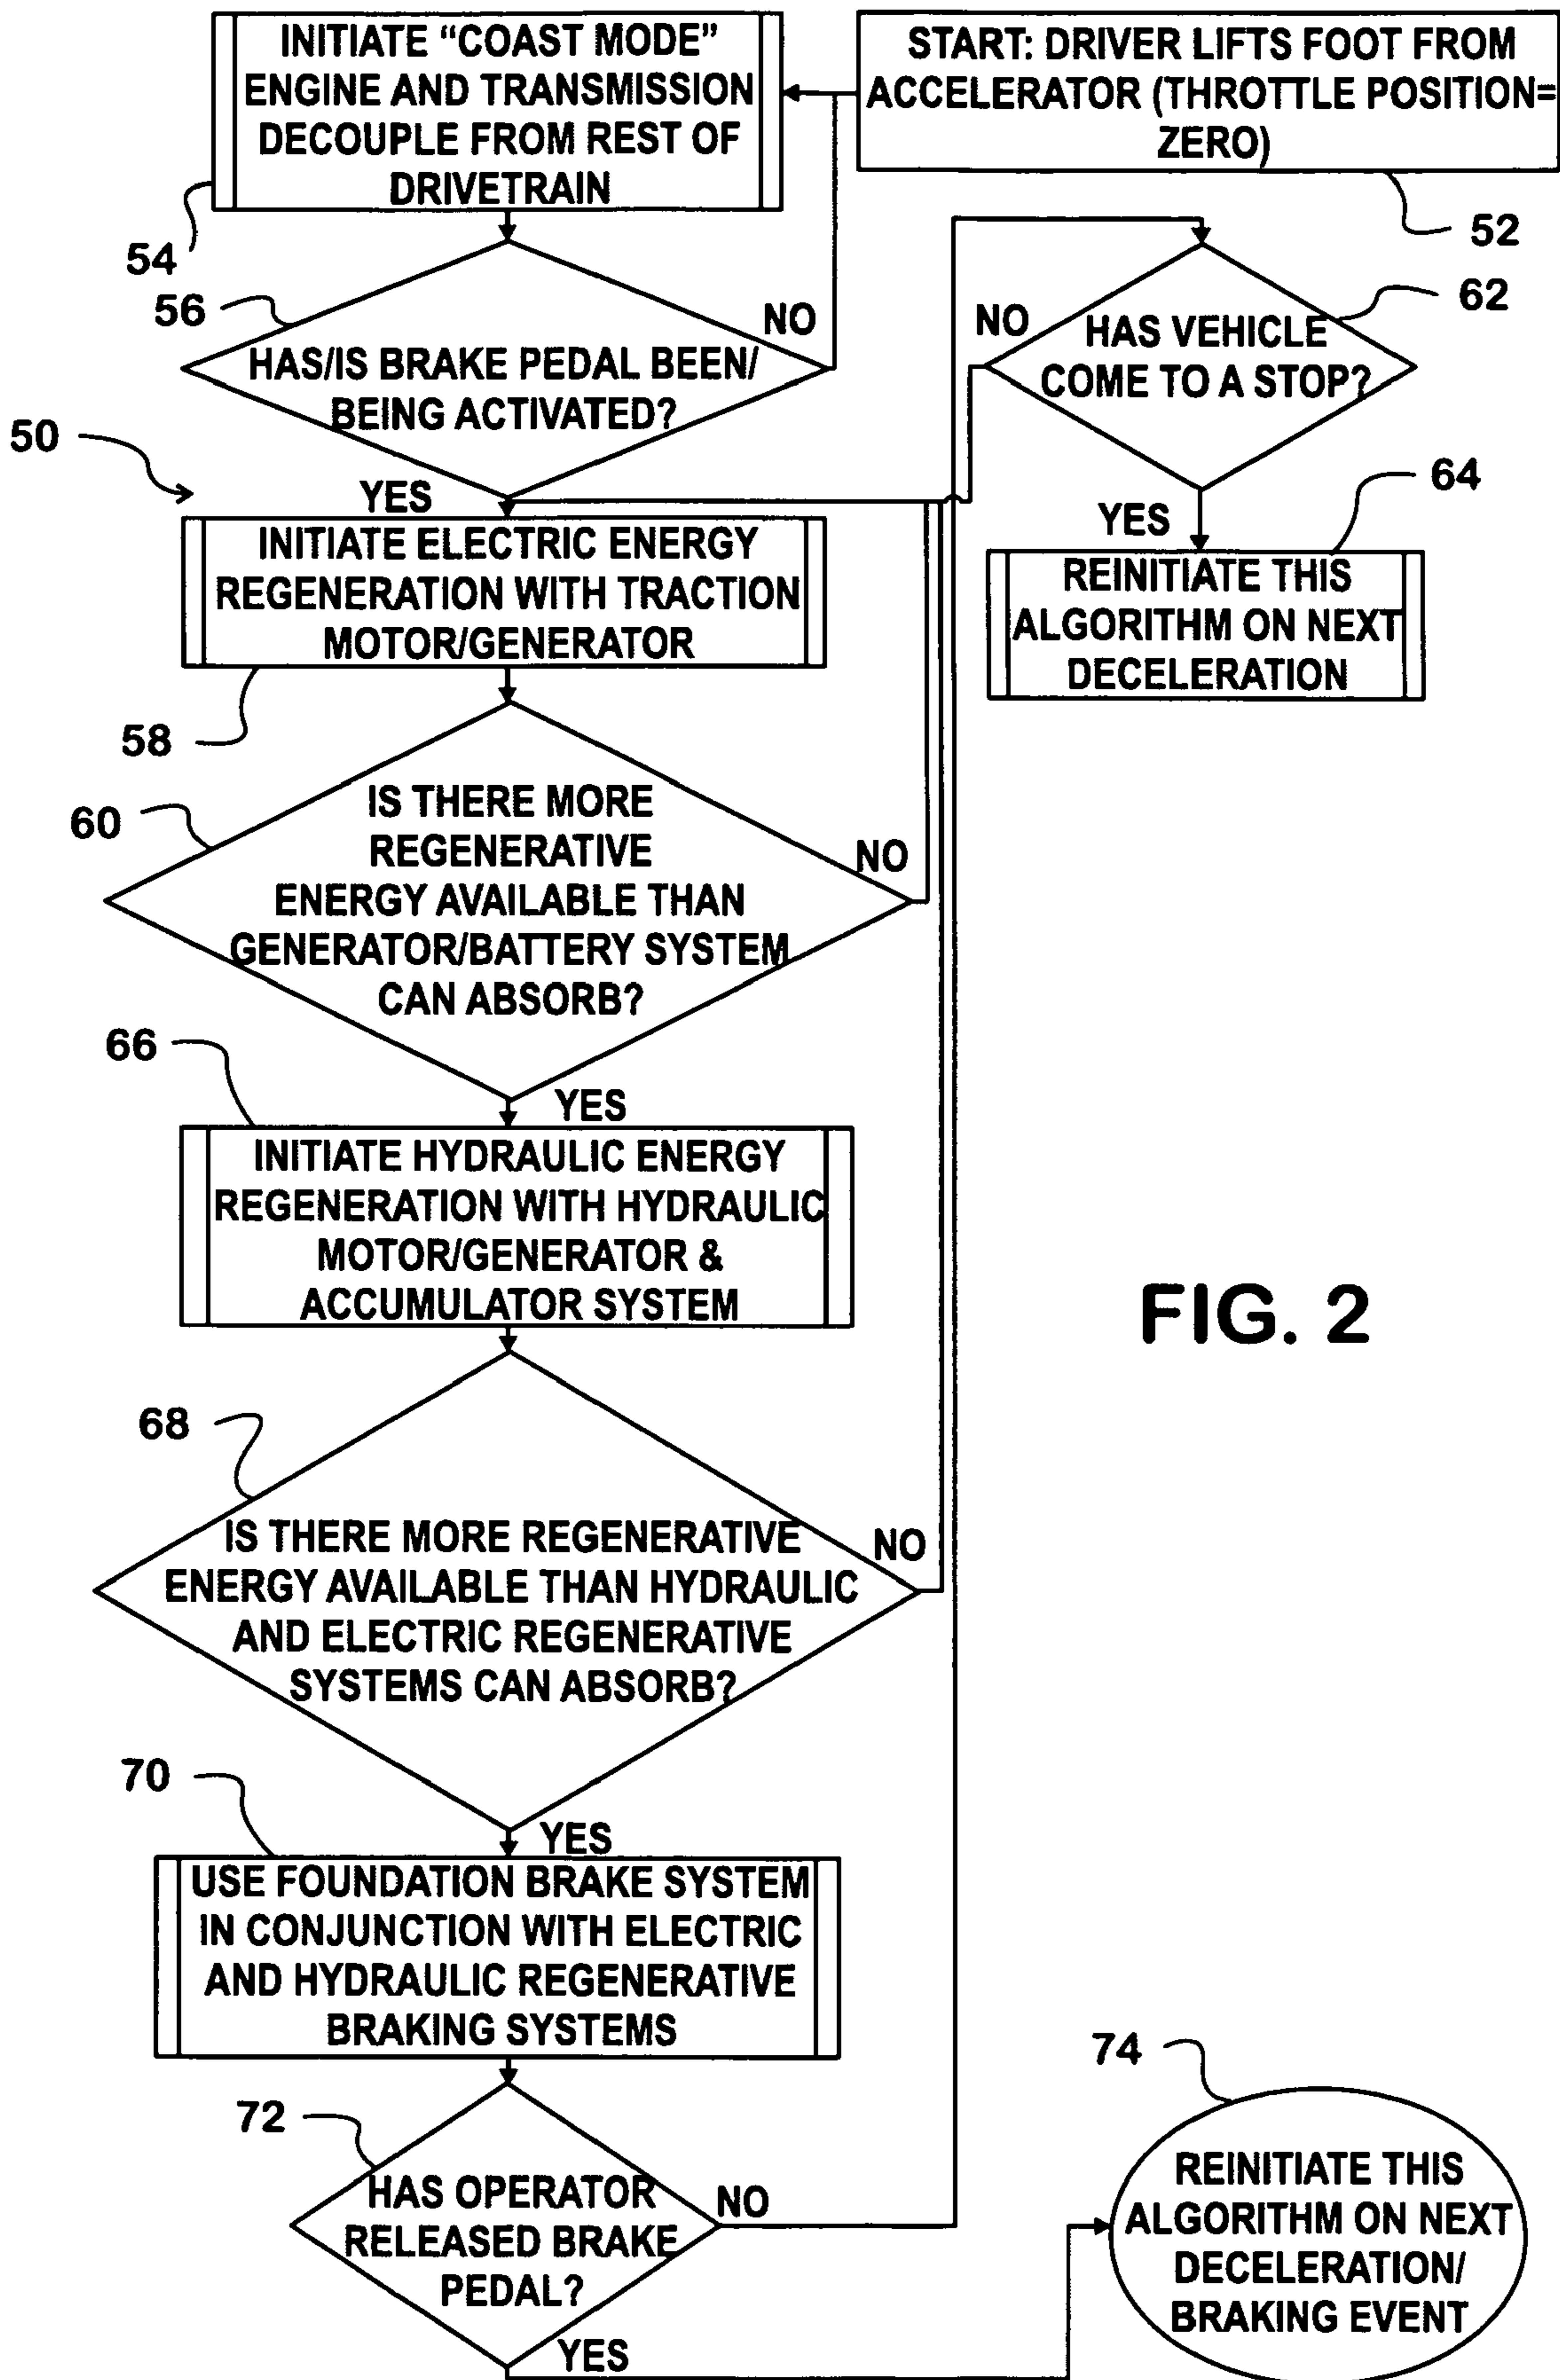 INITIATE “COAST MODE”
ENGINE AND TRANSMISSION
DECOUPLE FROM REST OF
DRIVETRAIN
START: DRIVER LIFTS FOOT FROM
ACCELERATOR (THROTTLE POSITION=
ZERO)
54
52
56
HAS/IS BRAKE PEDAL BEEN/
BEING ACTIVATED?
NO
YES
62
HAS VEHICLE
COME TO A STOP?
NO
YES
50
64
REINITIATE THIS
ALGORITHM ON NEXT
DECELERATION
INITIATE ELECTRIC ENERGY
REGENERATION WITH TRACTION
MOTOR/GENERATOR
58
60
IS THERE MORE
REGENERATIVE
ENERGY AVAILABLE THAN
GENERATOR/BATTERY SYSTEM
CAN ABSORB?
NO
YES
66
INITIATE HYDRAULIC ENERGY
REGENERATION WITH HYDRAULIC
MOTOR/GENERATOR &
ACCUMULATOR SYSTEM
FIG. 2
68
IS THERE MORE REGENERATIVE
ENERGY AVAILABLE THAN HYDRAULIC
AND ELECTRIC REGENERATIVE
SYSTEMS CAN ABSORB?
NO
YES
70
USE FOUNDATION BRAKE SYSTEM
IN CONJUNCTION WITH ELECTRIC
AND HYDRAULIC REGENERATIVE
BRAKING SYSTEMS
72
HAS OPERATOR
RELEASED BRAKE
PEDAL?
NO
YES
74
REINITIATE THIS
ALGORITHM ON NEXT
DECELERATION/
BRAKING EVENT